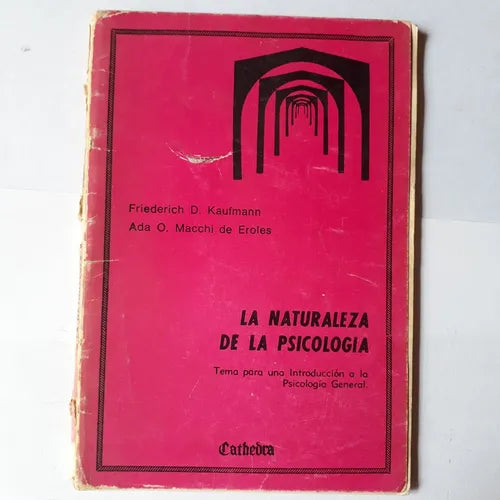 Friederich D. Kaufmann
Ada O. Macchi de Eroles
LA NATURALEZA
DE LA PSICOLOGIA
Tema para una Introducción a la
Psicología General.
Cathedra